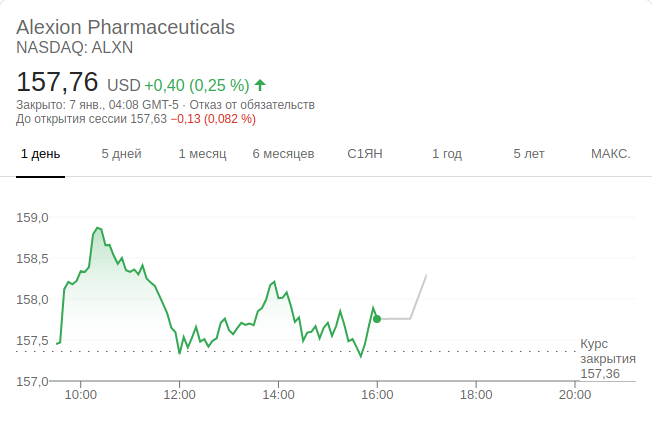 Alexion Pharmaceuticals
NASDAQ: ALXN
157,76 USD +0,40 (0,25 %)
Закрыто: 7 янв., 04:08 GMT-5 · Отказ от обязательств
До открытия сессии 157,63 −0,13 (0,082 %)
1 день 5 дней 1 месяц 6 месяцев С1ЯН 1 год 5 лет МАКС.
159,0
158,5
158,0
157,5
157,0
Курс
закрытия
157,36
10:00 12:00 14:00 16:00 18:00 20:00